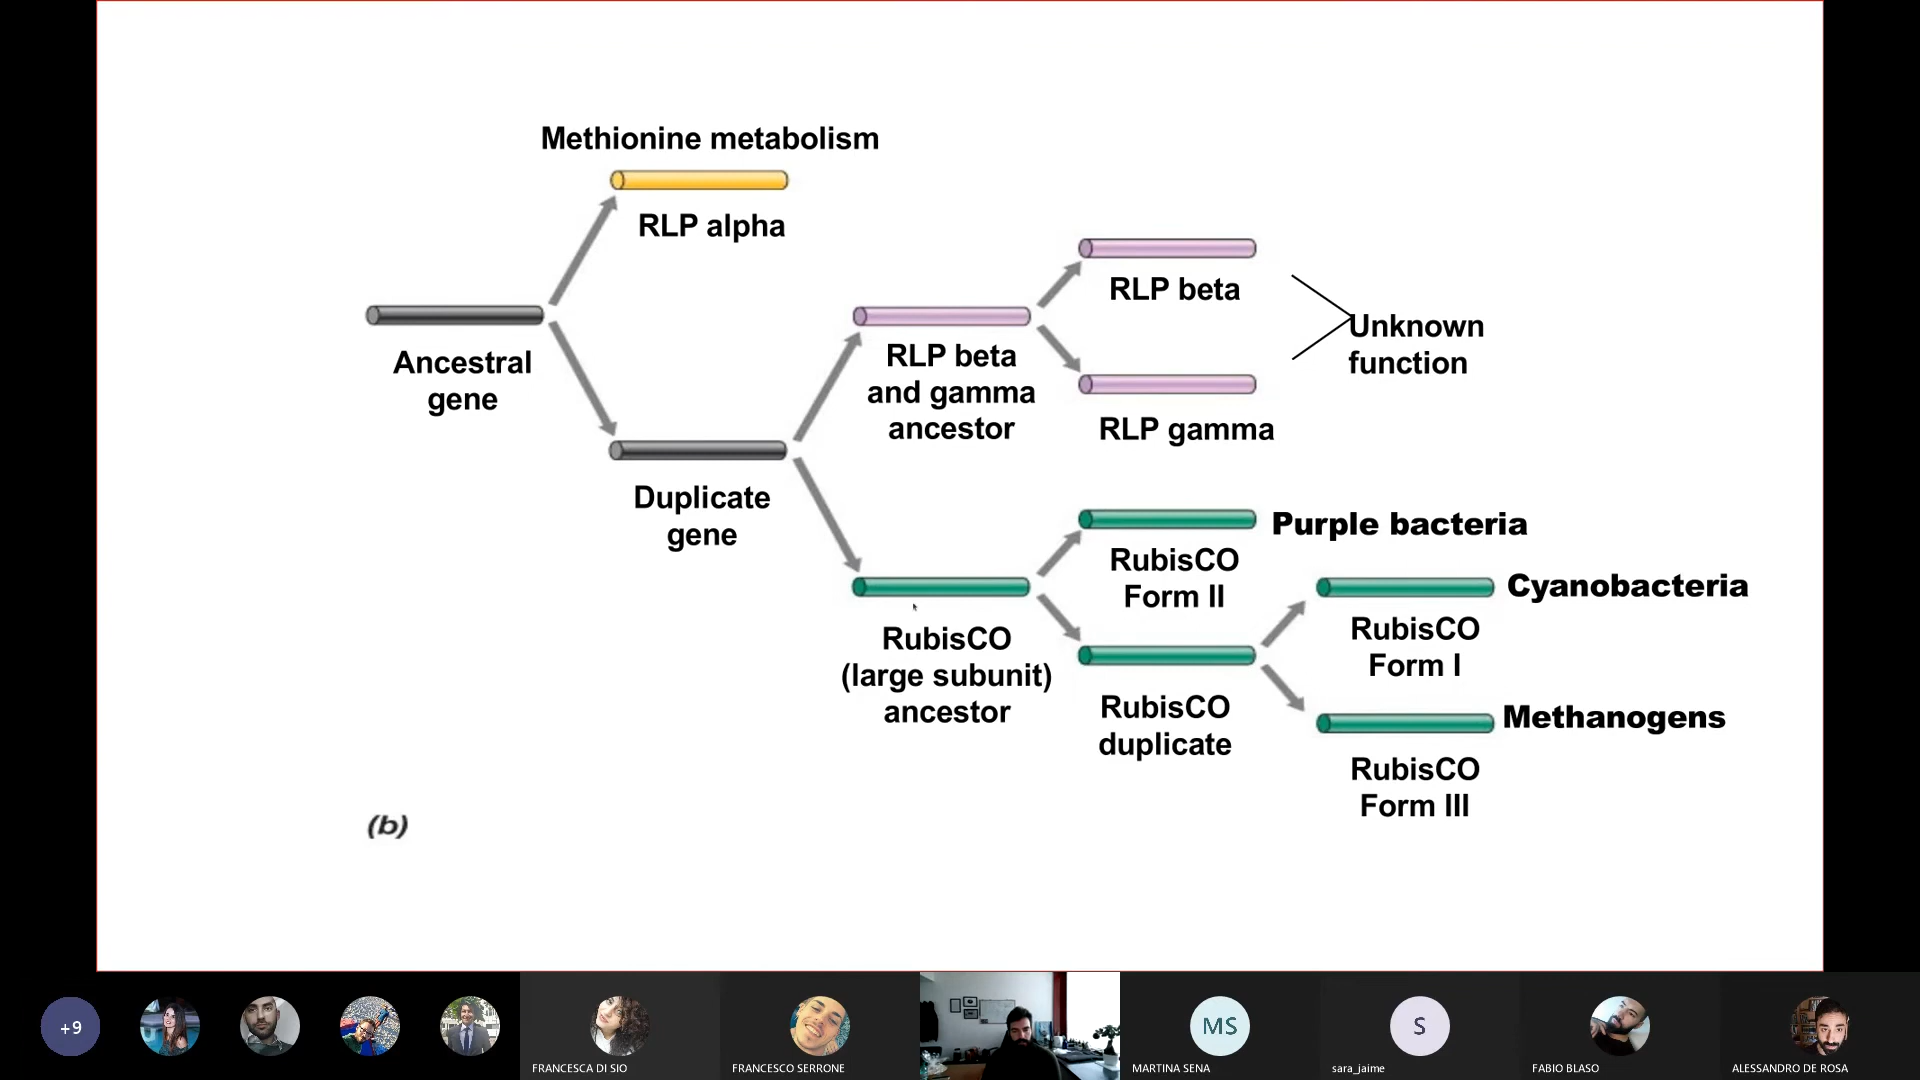 Methionine metabolism
RLP alpha
Ancestral
gene
Duplicate
gene
RLP beta
and gamma
ancestor
RLP beta
RLP gamma
Unknown
function
RubisCO
(large subunit)
ancestor
RubisCO
Form II
Purple bacteria
RubisCO
duplicate
Cyanobacteria
RubisCO
Form I
Methanogens
RubisCO
Form III
(b)
+9
FRANCESCA DI SIO
FRANCESCO SERRONE
MS
MARTINA SENA
S
sara_jaime
FABIO BLASO
ALESSANDRO DE ROSA